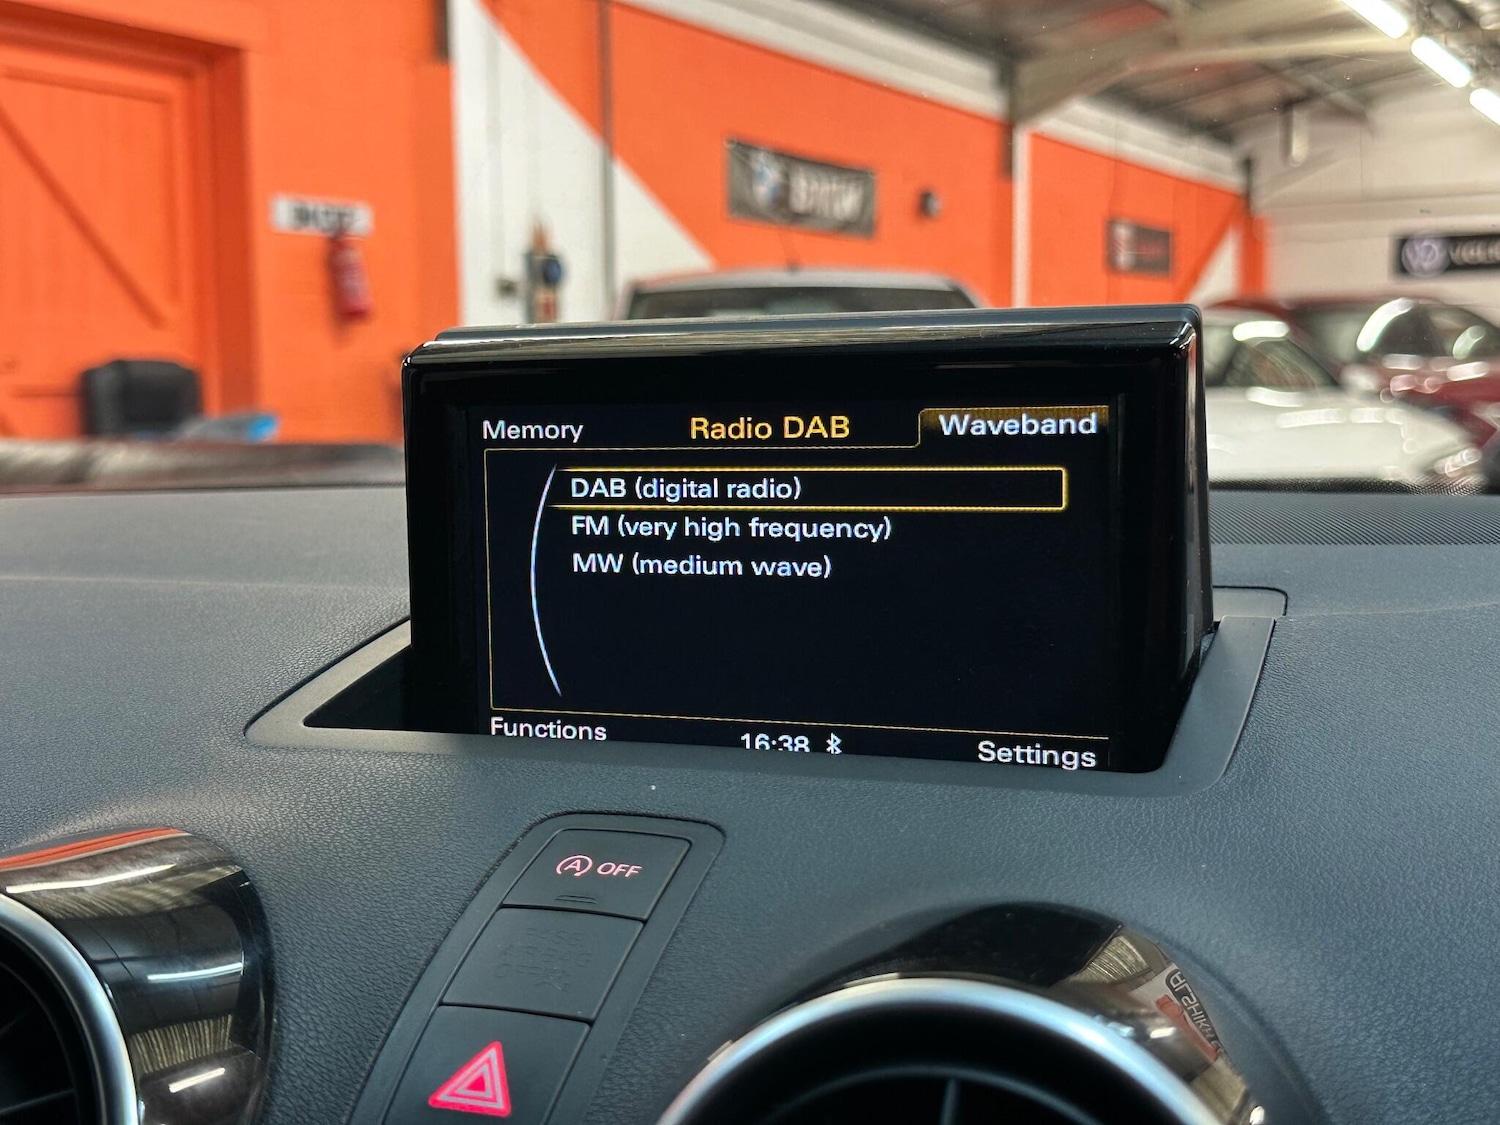 BMW
Memory Radio DAB Waveband
DAB (digital radio)
FM (very high frequency)
MW (medium wave)
Functions 16:38 Settings
A OFF